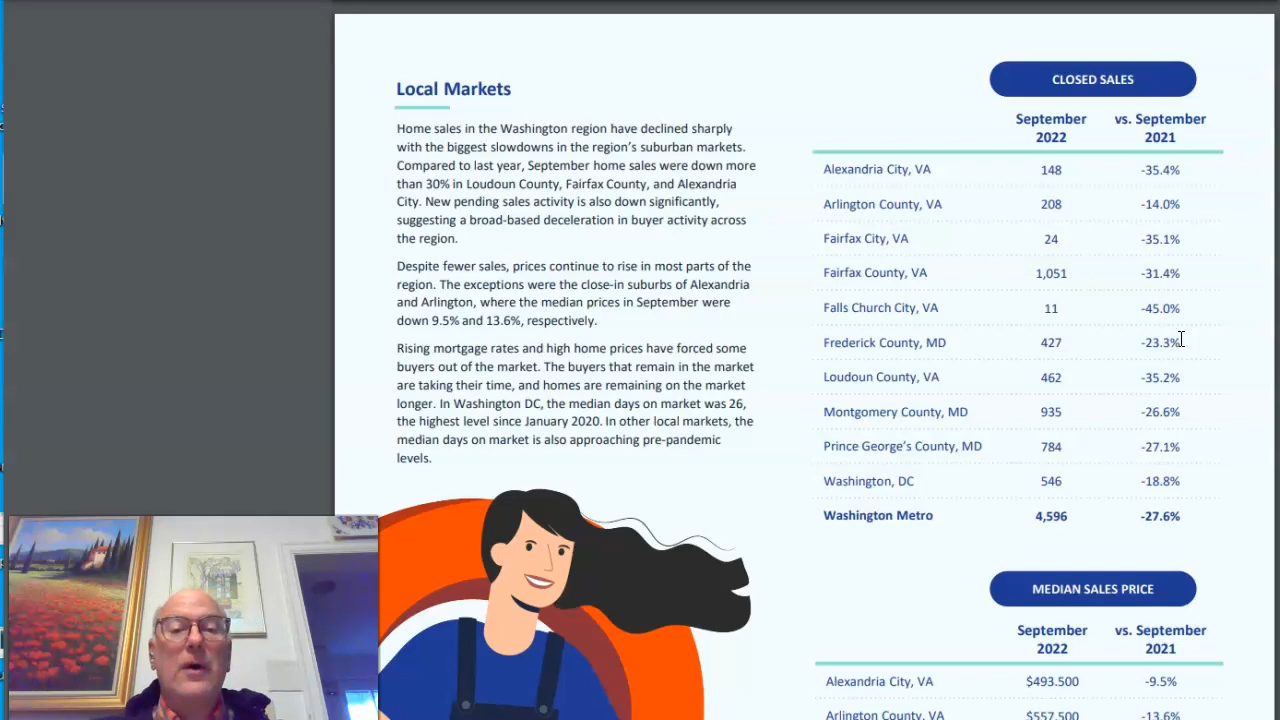 Local Markets
Home sales in the Washington region have declined sharply
with the biggest slowdowns in the region's suburban markets.
Compared to last year, September home sales were down more
than 30% in Loudoun County, Fairfax County, and Alexandria
City. New pending sales activity is also down significantly,
suggesting a broad-based deceleration in buyer activity across
the region.
Despite fewer sales, prices continue to rise in most parts of the
region. The exceptions were the close-in suburbs of Alexandria
and Arlington, where the median prices in September were
down 9.5% and 13.6%, respectively.
Rising mortgage rates and high home prices have forced some
buyers out of the market. The buyers that remain in the market
are taking their time, and homes are remaining on the market
longer. In Washington DC, the median days on market was 26,
the highest level since January 2020. In other local markets, the
median days on market is also approaching pre-pandemic
levels.
CLOSED SALES
September vs. September
2022 2021
Alexandria City, VA 148 -35.4%
Arlington County, VA 208 -14.0%
Fairfax City, VA 24 -35.1%
Fairfax County, VA 1,051 -31.4%
Falls Church City, VA 11 -45.0%
Frederick County, MD 427 -23.3%
Loudoun County, VA 462 -35.2%
Montgomery County, MD 935 -26.6%
Prince George's County, MD 784 -27.1%
Washington, DC 546 -18.8%
Washington Metro 4,596 -27.6%
MEDIAN SALES PRICE
September vs. September
2022 2021
Alexandria City, VA $493,500 -9.5%
Arlington County, VA $557,500 -13.6%